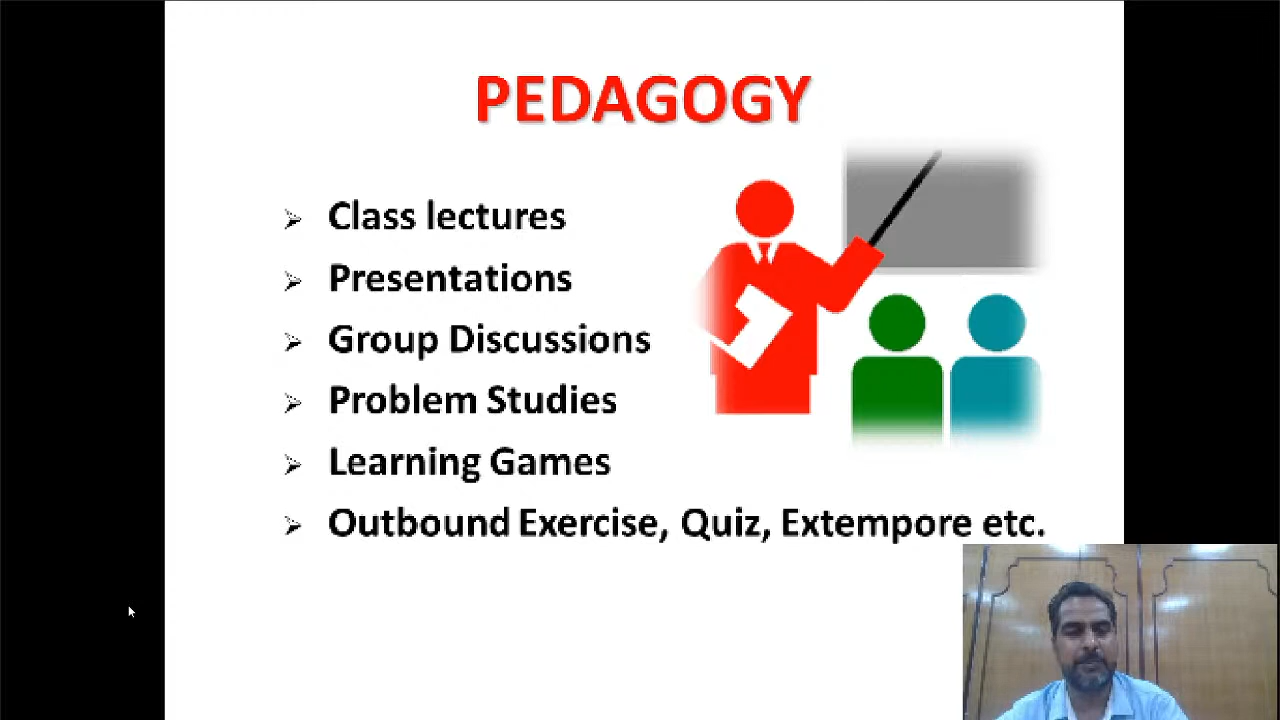 PEDAGOGY
Class lectures
Presentations
Group Discussions
Problem Studies
Learning Games
Outbound Exercise, Quiz, Extempore etc.